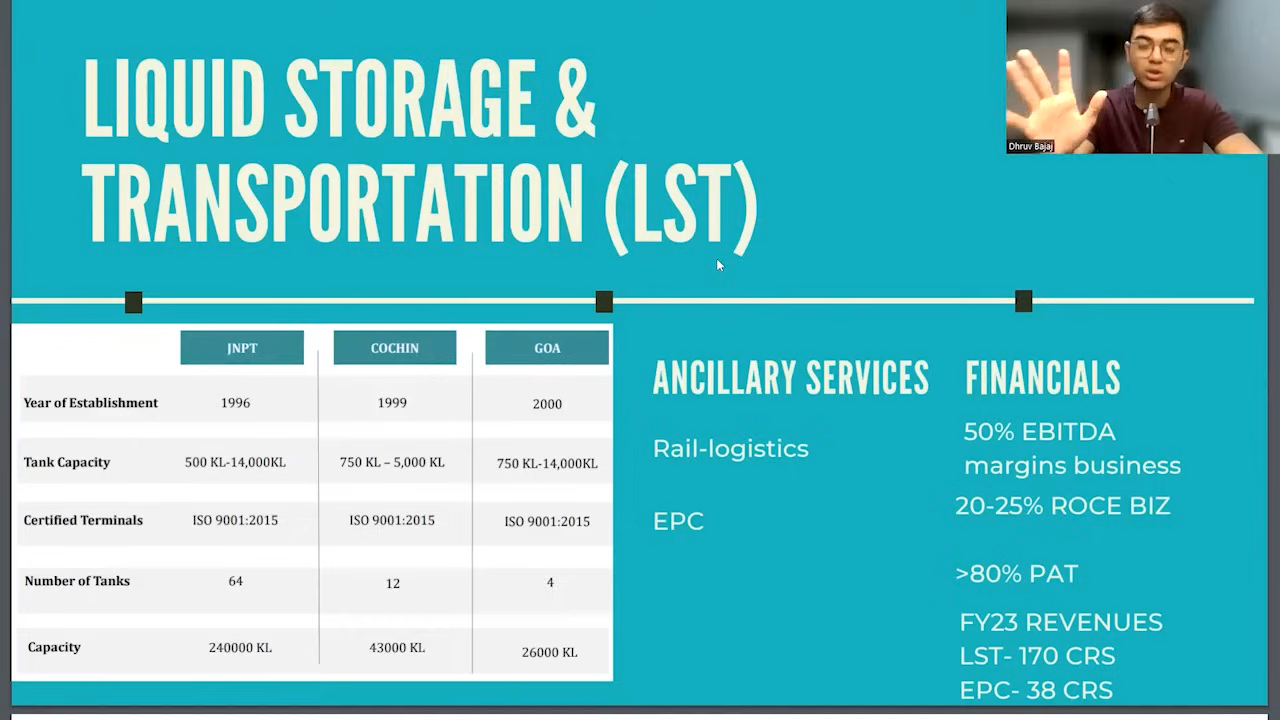 LIQUID STORAGE &
TRANSPORTATION (LST)
Dhruv Bajaj
JNPT COCHIN GOA
Year of Establishment 1996 1999 2000
Tank Capacity 500 KL-14,000KL 750 KL – 5,000 KL 750 KL-14,000KL
Certified Terminals ISO 9001:2015 ISO 9001:2015 ISO 9001:2015
Number of Tanks 64 12 4
Capacity 240000 KL 43000 KL 26000 KL
ANCILLARY SERVICES
Rail-logistics
EPC
FINANCIALS
50% EBITDA
margins business
20-25% ROCE BIZ
>80% PAT
FY23 REVENUES
LST- 170 CRS
EPC- 38 CRS